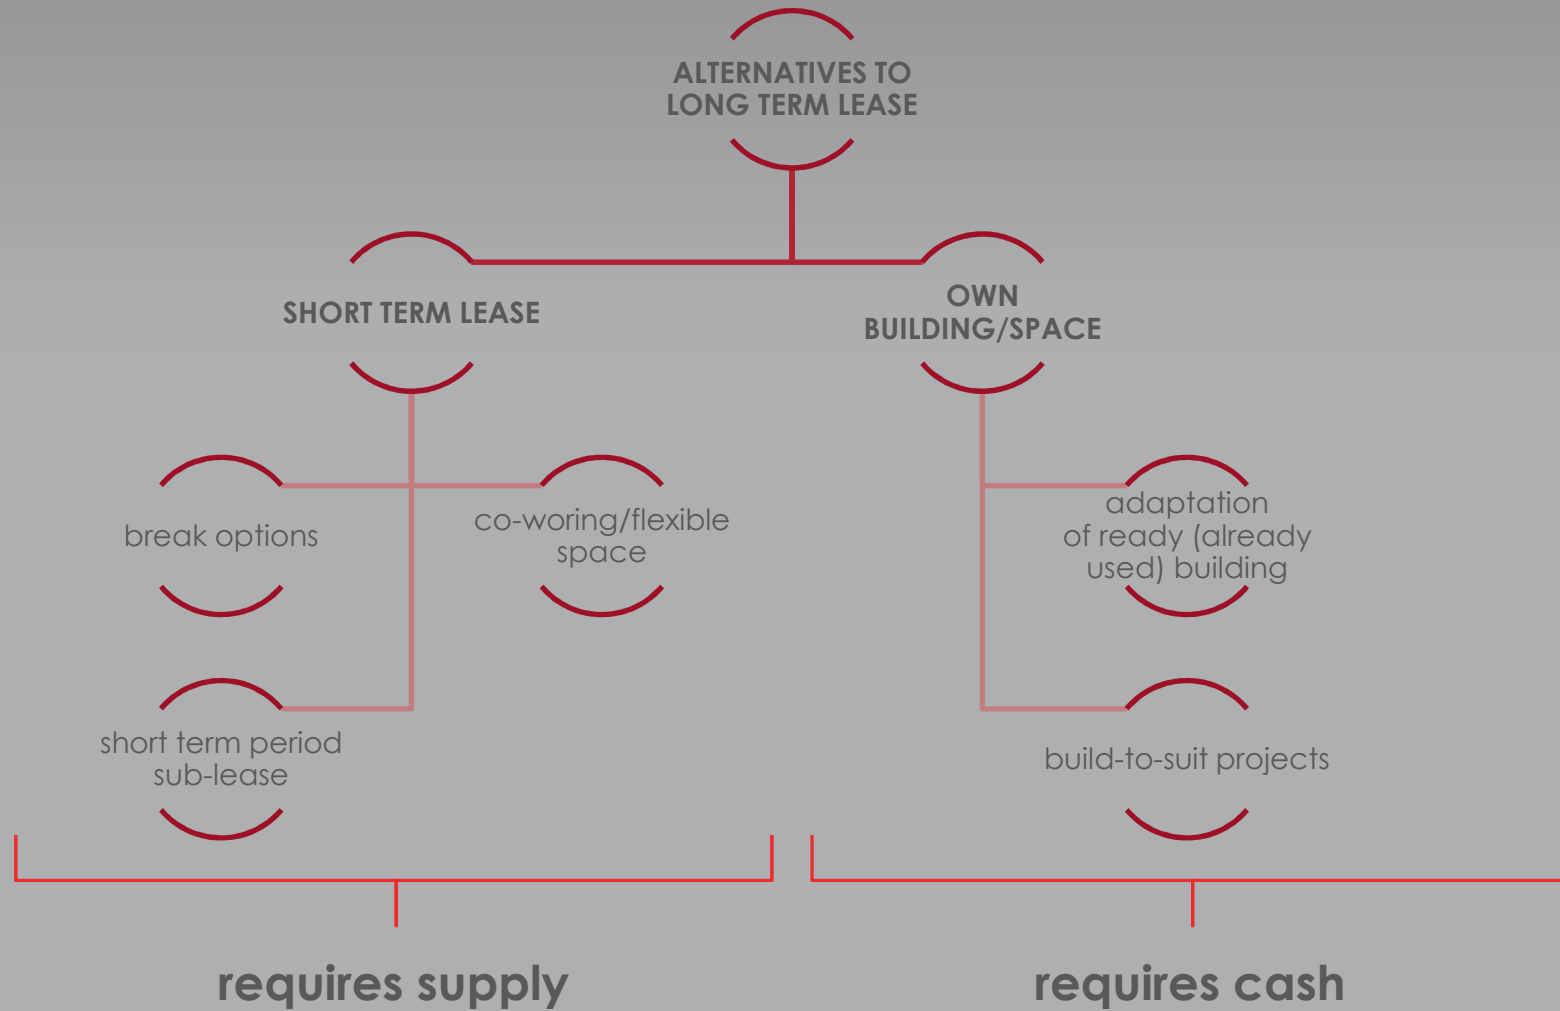 ALTERNATIVES TO
LONG TERM LEASE
SHORT TERM LEASE
OWN
BUILDING/SPACE
break options
co-woring/flexible
space
adaptation
of ready (already
used) building
short term period
sub-lease
build-to-suit projects
requires supply
requires cash